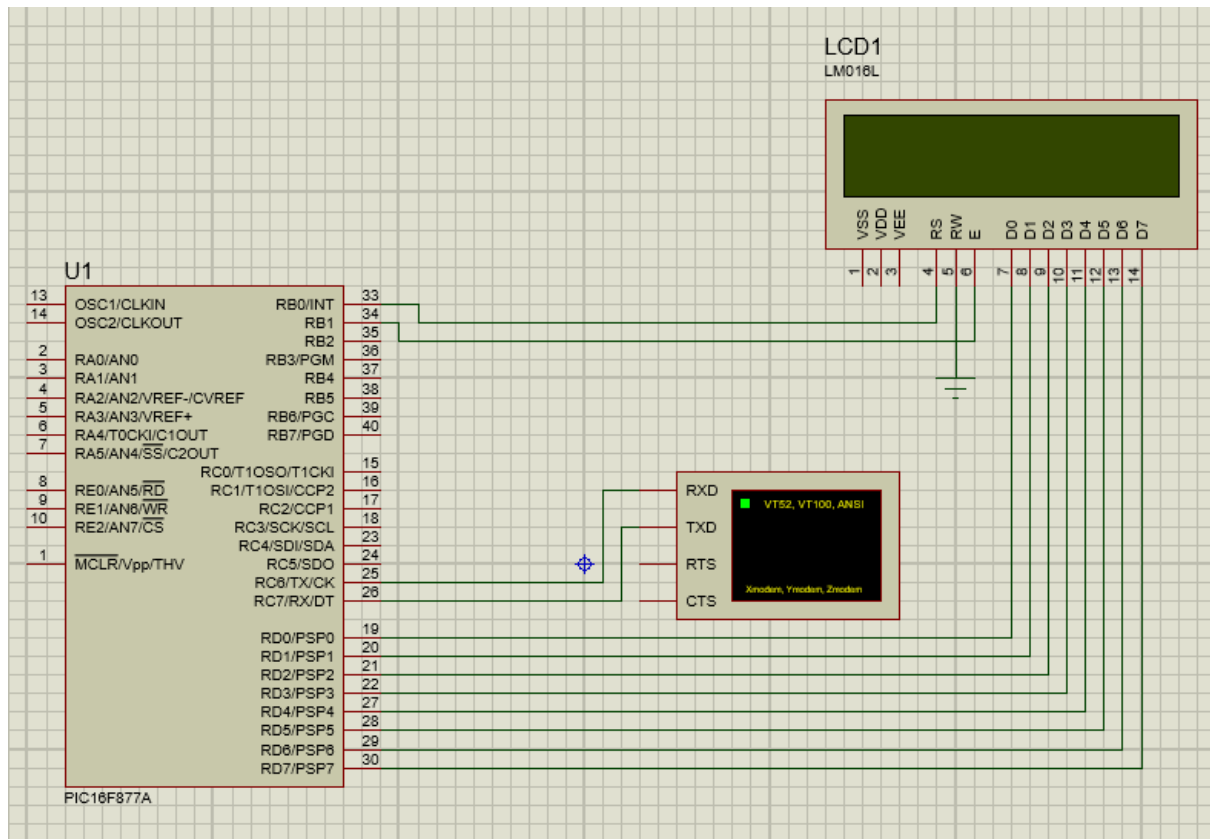 LCD1
LM016L
VSS
VDD
VEE
RS
RW
E
D0
D1
D2
D3
D4
D5
D6
D7
1
2
3
4
5
6
7
8
9
10
11
12
13
14
U1
13 OSC1/CLKIN
14 OSC2/CLKOUT
2 RA0/AN0
3 RA1/AN1
4 RA2/AN2/VREF-/CVREF
5 RA3/AN3/VREF+
6 RA4/T0CKI/C1OUT
7 RA5/AN4/SS/C2OUT
8 RE0/AN5/RD
9 RE1/AN6/WR
10 RE2/AN7/CS
1 MCLR/Vpp/THV
RB0/INT 33
RB1 34
RB2 35
RB3/PGM 36
RB4 37
RB5 38
RB6/PGC 39
RB7/PGD 40
RC0/T1OSO/T1CKI 15
RC1/T1OSI/CCP2 16
RC2/CCP1 17
RC3/SCK/SCL 18
RC4/SDI/SDA 23
RC5/SDO 24
RC6/TX/CK 25
RC7/RX/DT 26
RD0/PSP0 19
RD1/PSP1 20
RD2/PSP2 21
RD3/PSP3 22
RD4/PSP4 27
RD5/PSP5 28
RD6/PSP6 29
RD7/PSP7 30
PIC16F877A
RXD
TXD
RTS
CTS
VT52, VT100, ANSI
Xmodem, Ymodem, Zmodem